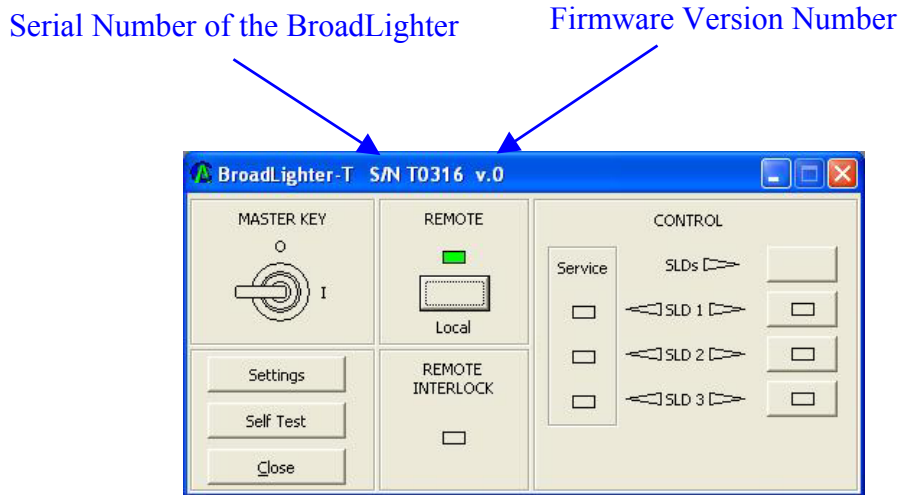 Serial Number of the BroadLighter
Firmware Version Number
BroadLighter-T S/N T0316 v.0
MASTER KEY
O
I
REMOTE
Local
CONTROL
Service
SLDs
SLD 1
SLD 2
SLD 3
Settings
Self Test
Close
REMOTE
INTERLOCK